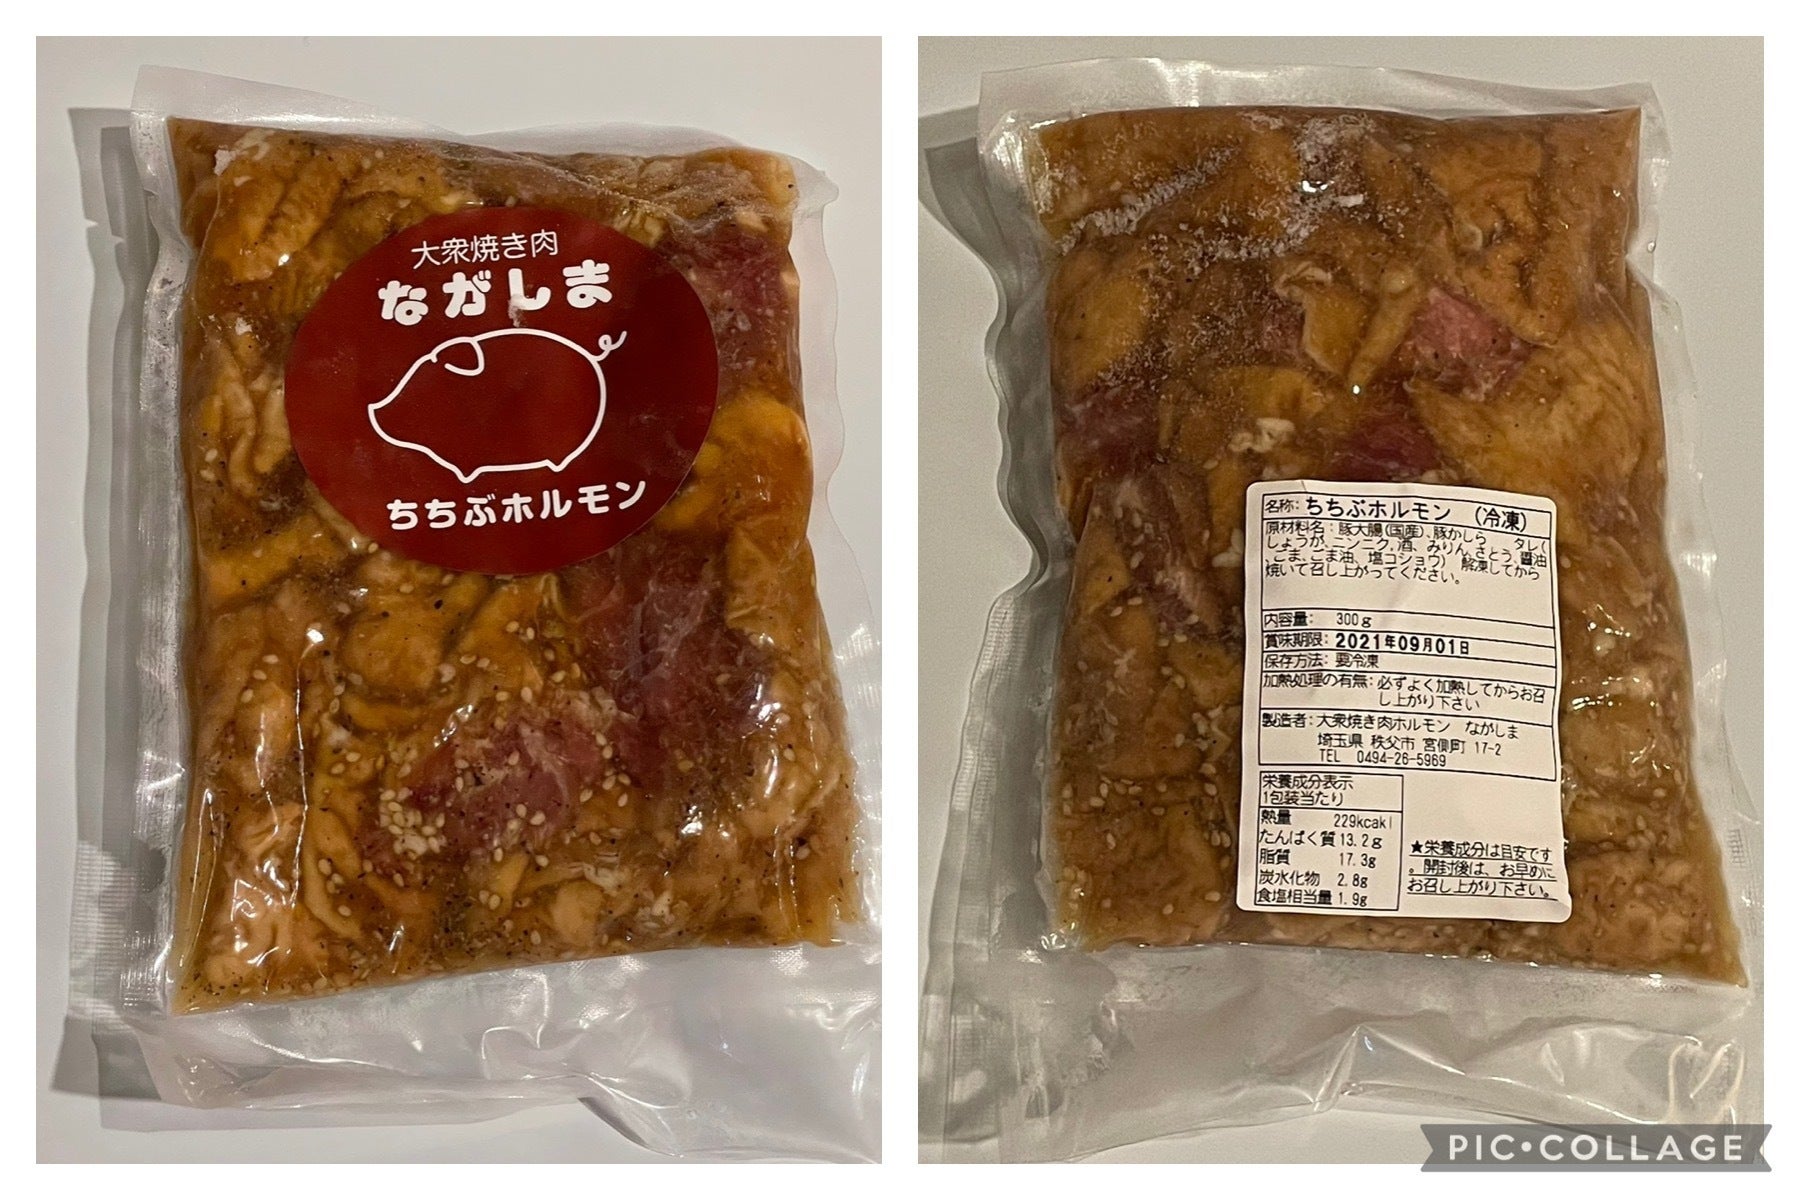 大衆焼き肉
ながしま
ちちぶホルモン
名称: ちちぶホルモン (冷凍)
原材料名: 豚大腸(国産)、豚かしら タレ(
しょうが、ニンニク,酒、みりん,さとう、醤油
、ごま、ごま油、塩コショウ) 解凍してから
焼いて召し上がってください。
内容量: 300g
賞味期限: 2021年09月01日
保存方法: 要冷凍
加熱処理の有無: 必ずよく加熱してからお召
し上がり下さい
製造者: 大衆焼き肉ホルモン ながしま
埼玉県 秩父市 宮側町 17-2
TEL 0494-26-5969
栄養成分表示
1包装当たり
熱量 229kcal
たんぱく質 13.2g
脂質 17.3g
炭水化物 2.8g
食塩相当量 1.9g
★栄養成分は目安です
。開封後は、お早めに
お召し上がり下さい。
PIC•COLLAGE